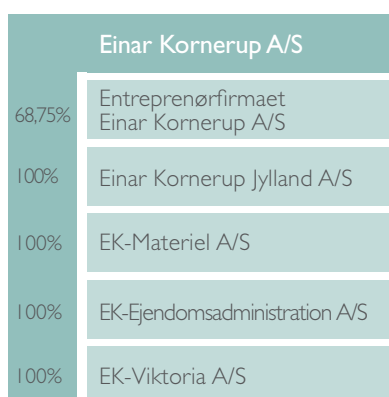 Einar Kornerup A/S
68,75% Entreprenørfirmaet
Einar Kornerup A/S
100% Einar Kornerup Jylland A/S
100% EK-Materiel A/S
100% EK-Ejendomsadministration A/S
100% EK-Viktoria A/S